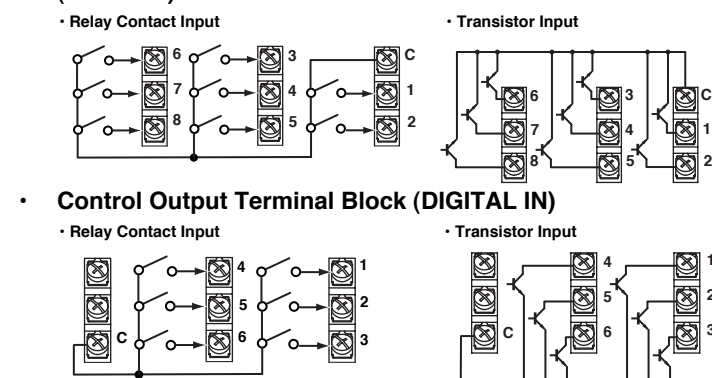 ・Relay Contact Input
・Transistor Input
6 3 C
7 4 1
8 5 2
6 3 C
7 4 1
8 5 2
・ Control Output Terminal Block (DIGITAL IN)
・Relay Contact Input
・Transistor Input
4 1
5 2
C 6 3
4 1
5 2
C 6 3